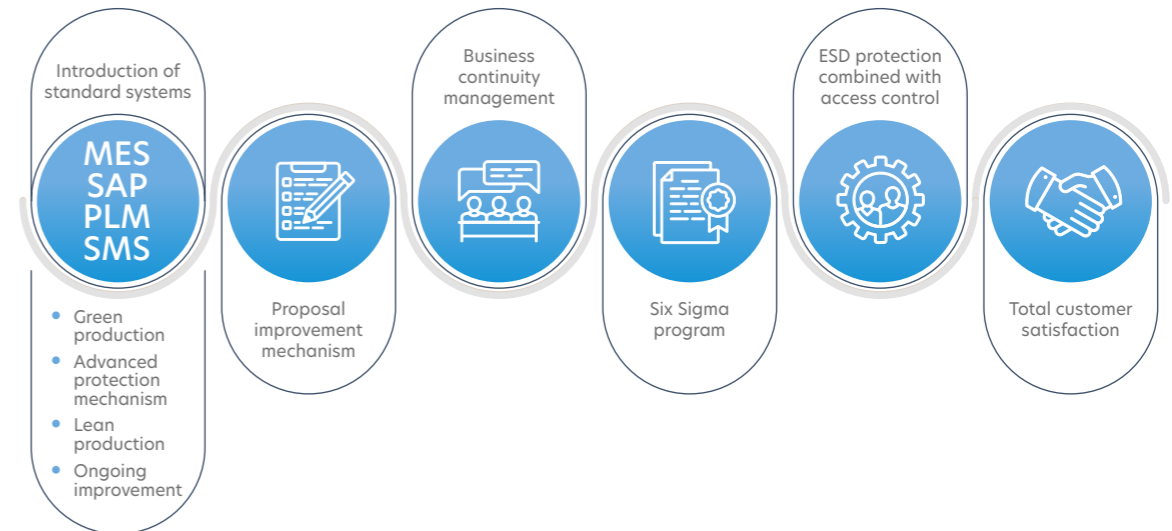 Introduction of
standard systems
MES
SAP
PLM
SMS
Green
production
Advanced
protection
mechanism
Lean
production
Ongoing
improvement
Proposal
improvement
mechanism
Business
continuity
management
Six Sigma
program
ESD protection
combined with
access control
Total customer
satisfaction